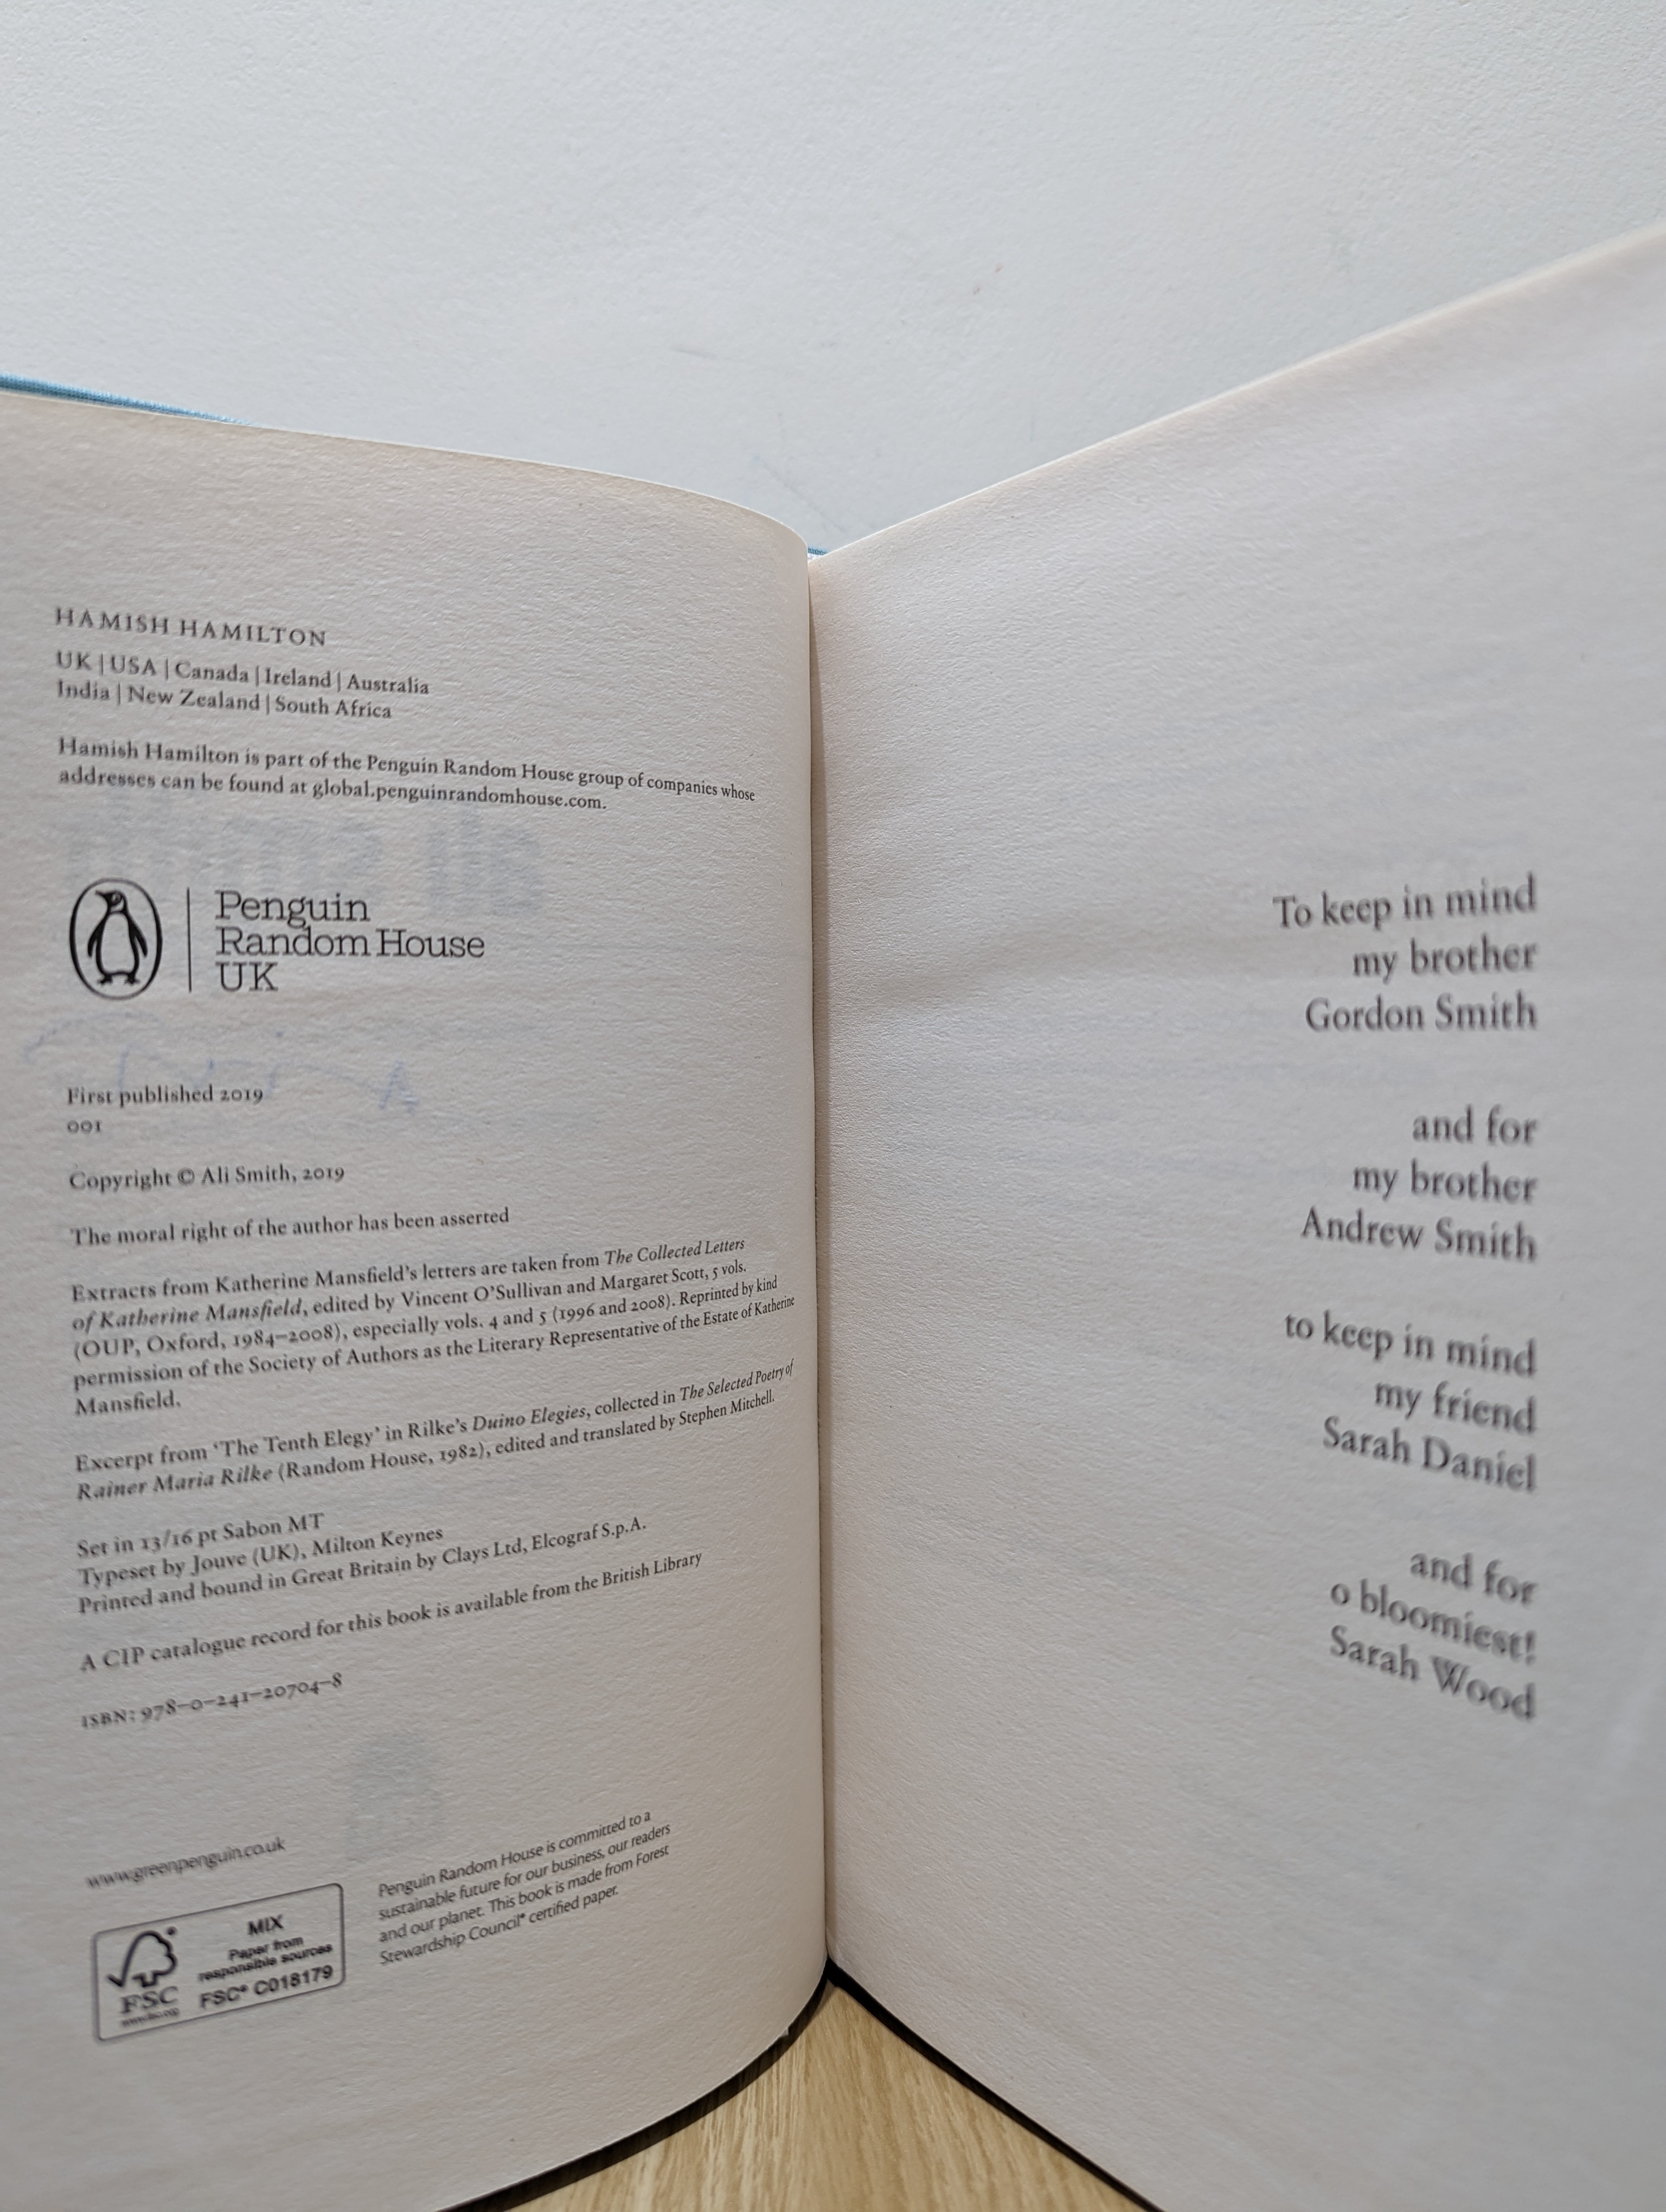 HAMISH HAMILTON
UK | USA | Canada | Ireland | Australia
India | New Zealand | South Africa
Hamish Hamilton is part of the Penguin Random House group of companies whose
addresses can be found at global.penguinrandomhouse.com.
Penguin
Random House
UK
First published 2019
001
Copyright © Ali Smith, 2019
The moral right of the author has been asserted
Extracts from Katherine Mansfield's letters are taken from The Collected Letters
of Katherine Mansfield, edited by Vincent O'Sullivan and Margaret Scott, 5 vols.
(OUP, Oxford, 1984–2008), especially vols. 4 and 5 (1996 and 2008). Reprinted by kind
permission of the Society of Authors as the Literary Representative of the Estate of Katherine
Mansfield.
Excerpt from 'The Tenth Elegy' in Rilke's Duino Elegies, collected in The Selected Poetry of
Rainer Maria Rilke (Random House, 1982), edited and translated by Stephen Mitchell.
Set in 13/16 pt Sabon MT
Typeset by Jouve (UK), Milton Keynes
Printed and bound in Great Britain by Clays Ltd, Elcograf S.p.A.
A CIP catalogue record for this book is available from the British Library
ISBN: 978–0–241–20704–8
www.greenpenguin.co.uk
MIX
Paper from
responsible sources
FSC® C018179
FSC
www.fsc.org
Penguin Random House is committed to a
sustainable future for our business, our readers
and our planet. This book is made from Forest
Stewardship Council® certified paper.
To keep in mind
my brother
Gordon Smith
and for
my brother
Andrew Smith
to keep in mind
my friend
Sarah Daniel
and for
o bloomiest!
Sarah Wood